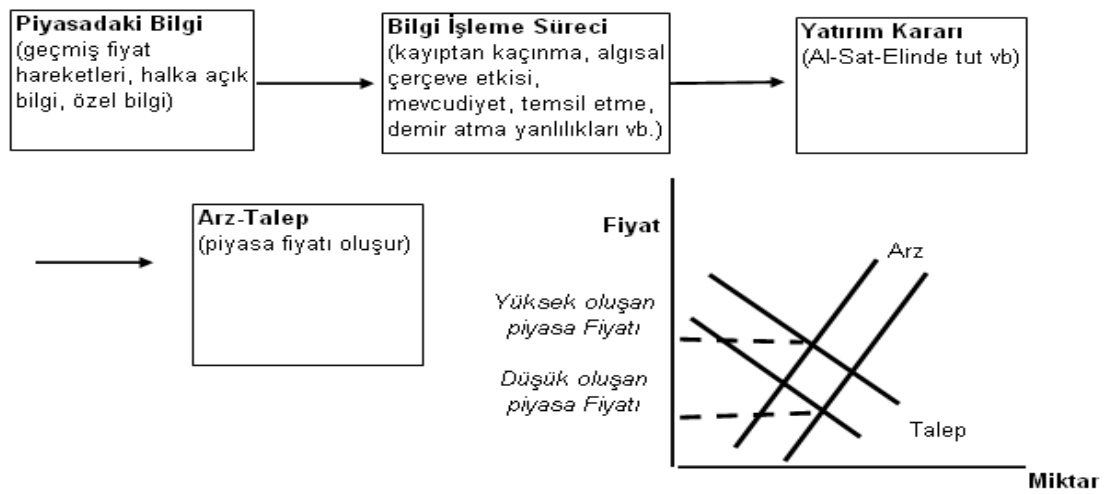 Piyasadaki Bilgi
(geçmiş fiyat
hareketleri, halka açık
bilgi, özel bilgi)
Bilgi İşleme Süreci
(kayıptan kaçınma, algısal
çerçeve etkisi,
mevcudiyet, temsil etme,
demir atma yanlılıkları vb.)
Yatırım Kararı
(Al-Sat-Elinde tut vb)
Arz-Talep
(piyasa fiyatı oluşur)
Fiyat
Arz
Yüksek oluşan
piyasa Fiyatı
Düşük oluşan
piyasa Fiyatı
Talep
Miktar